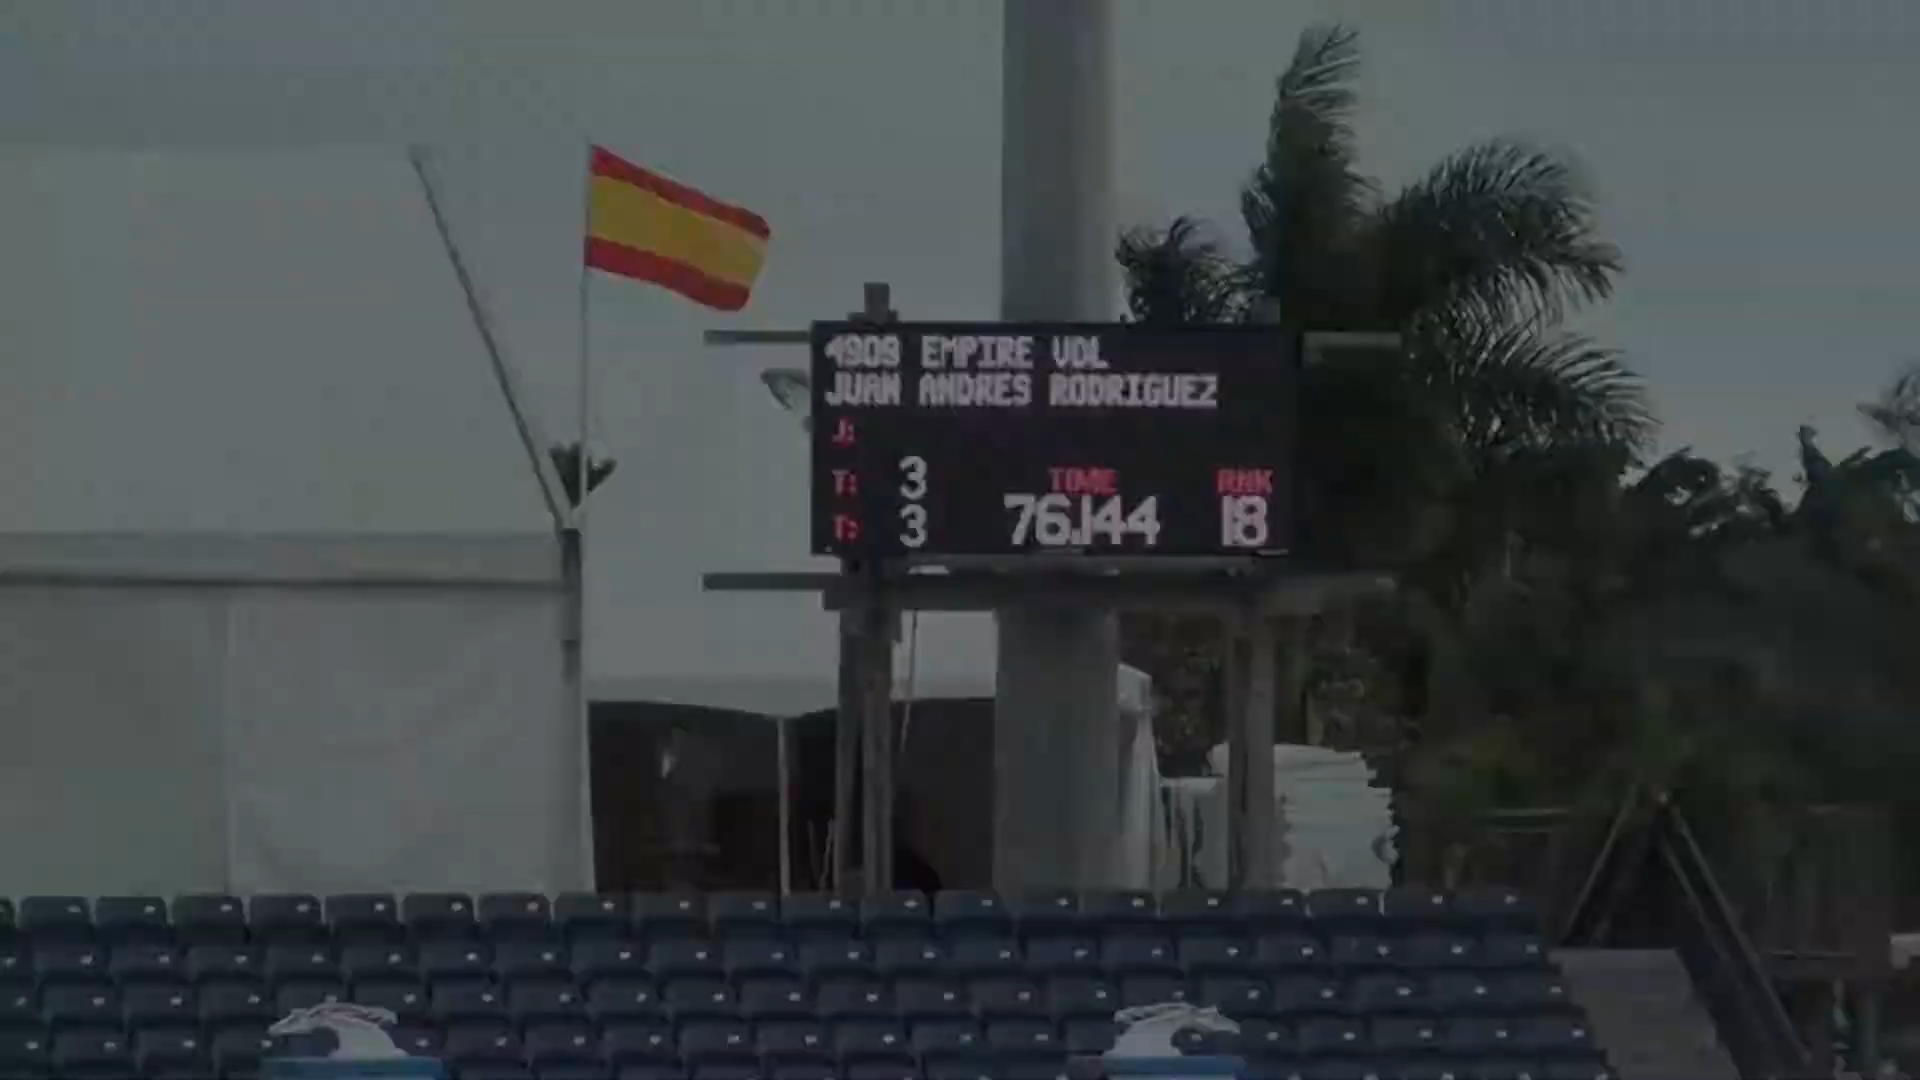 4909 EMPIRE VDL
JUAN ANDRES RODRIGUEZ
J:
T: 3 TIME RNK
T: 3 76.144 18